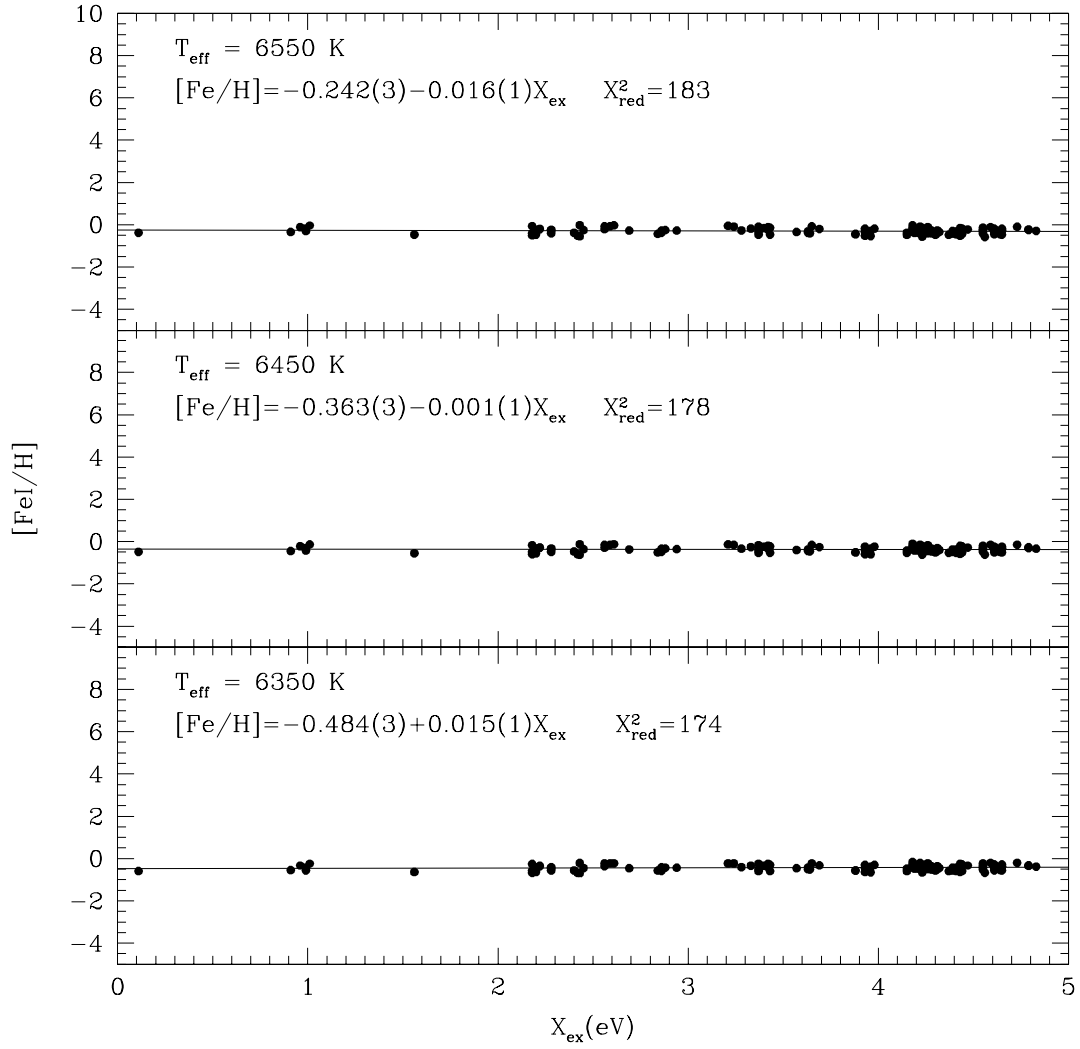 10
8
6
4
2
0
−2
−4
T_eff = 6550 K
[Fe/H]=−0.242(3)−0.016(1)X_ex X²_red=183
8
6
4
2
0
−2
−4
T_eff = 6450 K
[Fe/H]=−0.363(3)−0.001(1)X_ex X²_red=178
[FeI/H]
8
6
4
2
0
−2
−4
T_eff = 6350 K
[Fe/H]=−0.484(3)+0.015(1)X_ex X²_red=174
0 1 2 3 4 5
X_ex(eV)